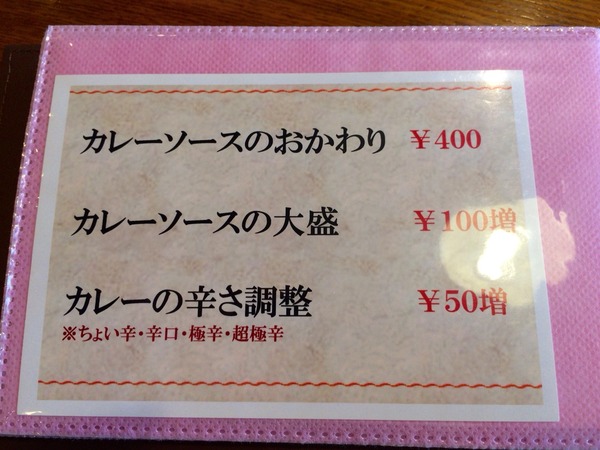 カレーソースのおかわり ￥400
カレーソースの大盛 ￥100増
カレーの辛さ調整 ￥50増
※ちょい辛・辛口・極辛・超極辛